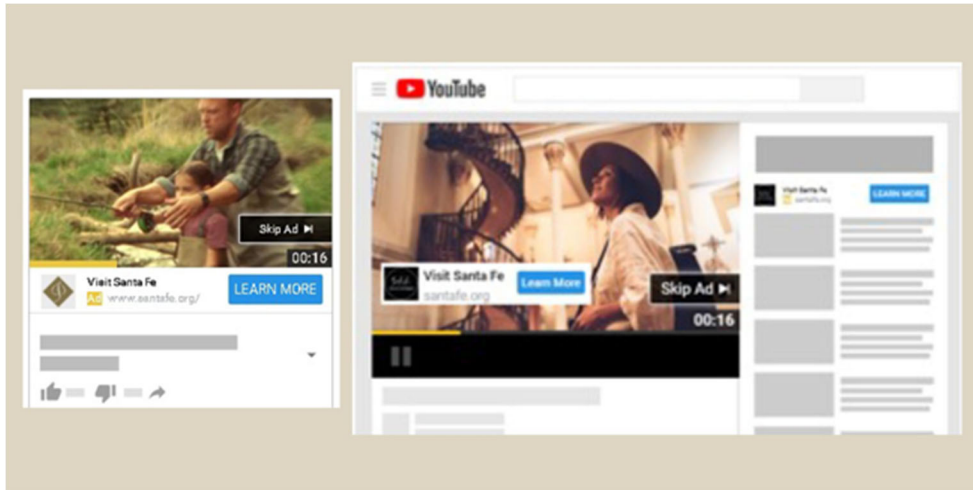 Skip Ad
00:16
Visit Santa Fe
Ad www.santafe.org/
LEARN MORE
YouTube
Visit Santa Fe
santafe.org
Learn More
Skip Ad
00:16
Visit Santa Fe
Ad santafe.org
LEARN MORE